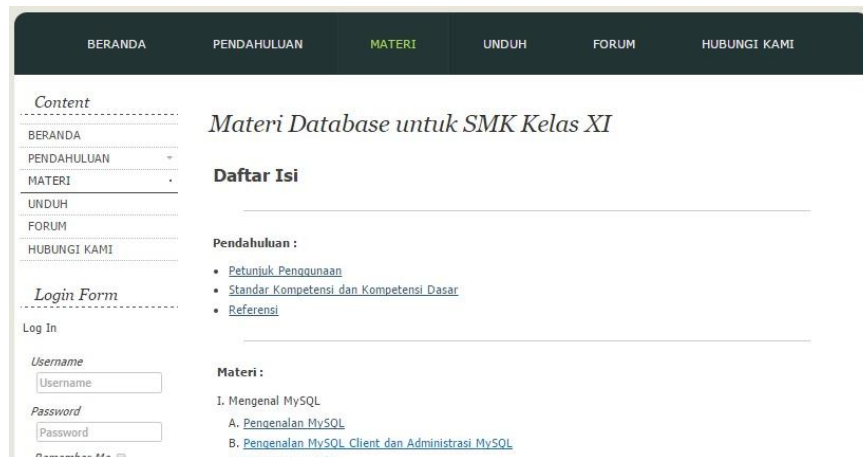 BERANDA PENDAHULUAN MATERI UNDUH FORUM HUBUNGI KAMI
Content
BERANDA
PENDAHULUAN
MATERI
UNDUH
FORUM
HUBUNGI KAMI
Login Form
Log In
Username
Username
Password
Password
Remember Me
Materi Database untuk SMK Kelas XI
Daftar Isi
Pendahuluan :
• Petunjuk Penggunaan
• Standar Kompetensi dan Kompetensi Dasar
• Referensi
Materi :
I. Mengenal MySQL
A. Pengenalan MySQL
B. Pengenalan MySQL Client dan Administrasi MySQL